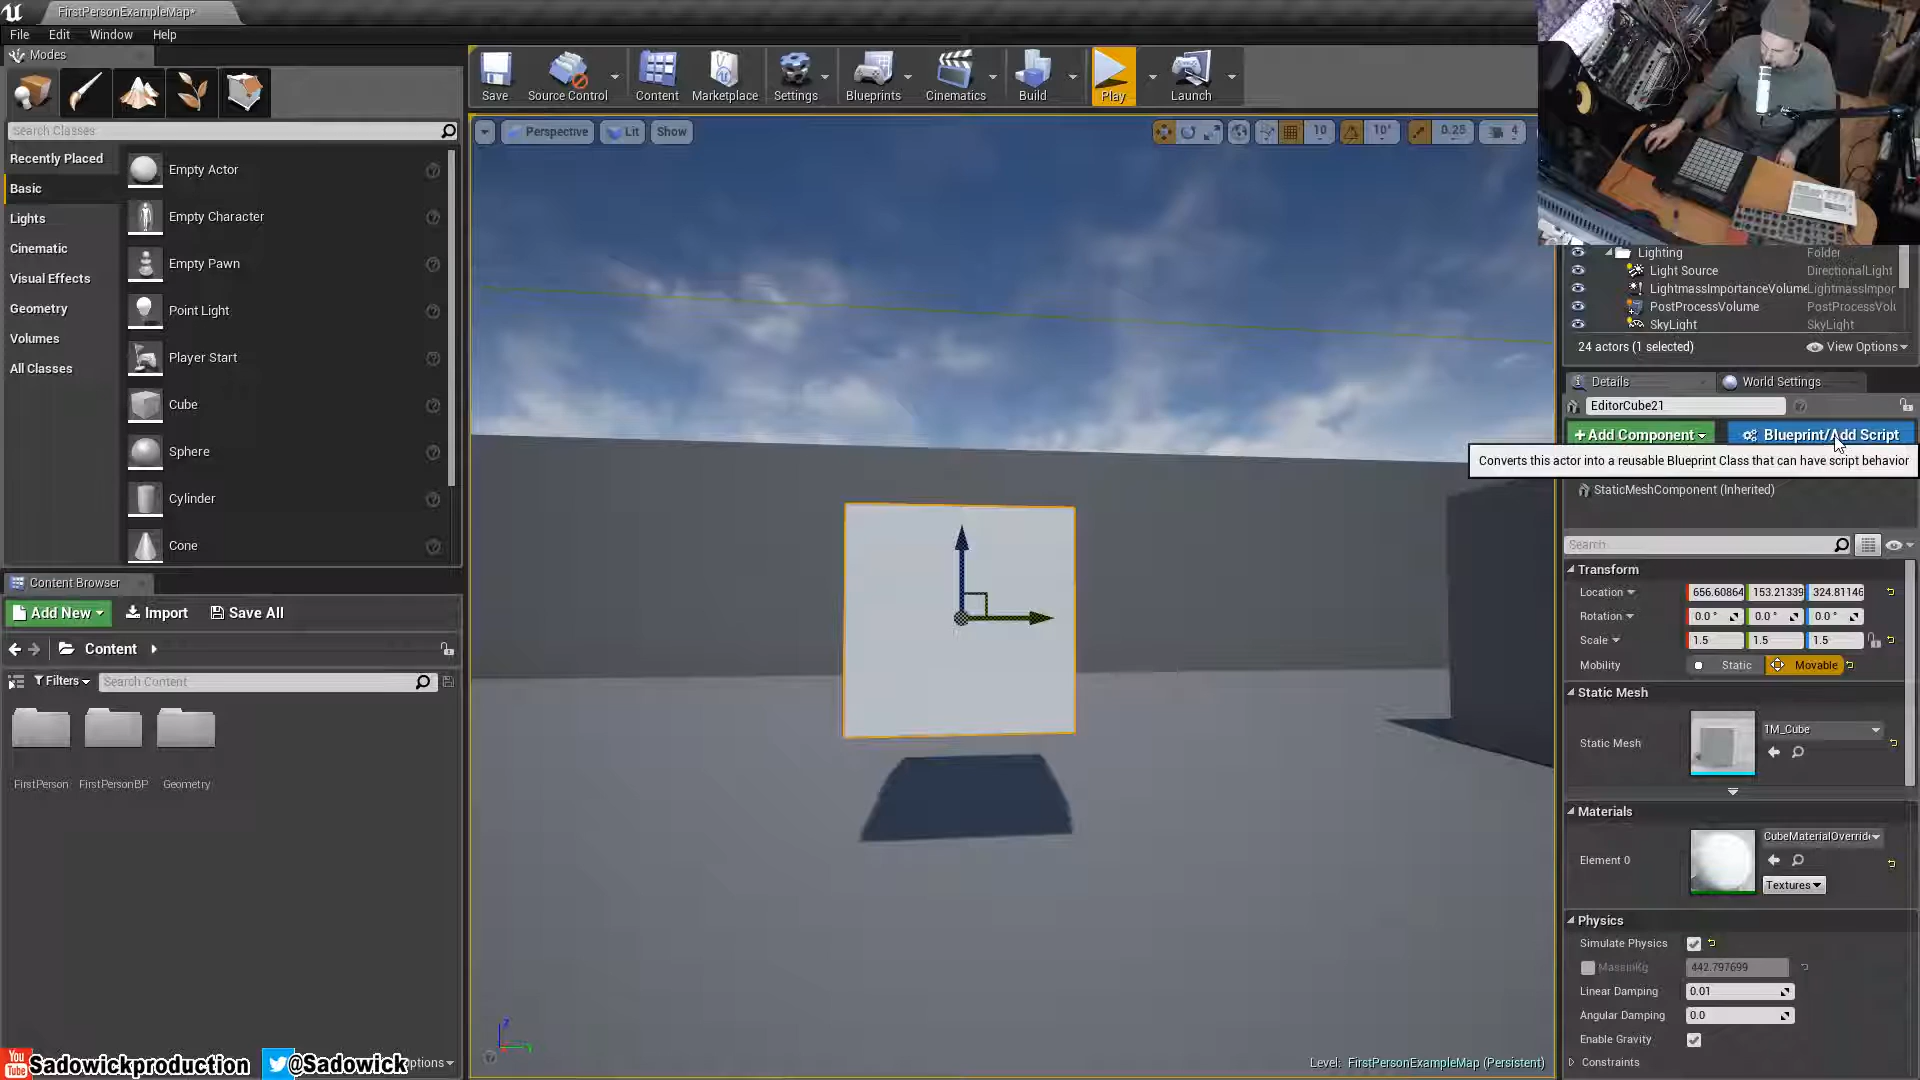 FirstPersonExampleMap*
File Edit Window Help
Modes
Save
Source Control
Content
Marketplace
Settings
Blueprints
Cinematics
Build
Play
Launch
Search Classes
Recently Placed
Basic
Lights
Cinematic
Visual Effects
Geometry
Volumes
All Classes
Empty Actor
Empty Character
Empty Pawn
Point Light
Player Start
Cube
Sphere
Cylinder
Cone
Perspective Lit Show
10 10° 0.25 4
Lighting Folder
Light Source DirectionalLight
LightmassImportanceVolume LightmassImpor
PostProcessVolume PostProcessVolu
SkyLight SkyLight
24 actors (1 selected) View Options
Details World Settings
EditorCube21
+Add Component Blueprint/Add Script
Converts this actor into a reusable Blueprint Class that can have script behavior
StaticMeshComponent (Inherited)
Search
Transform
Location 656.60864 153.21339 324.81146
Rotation 0.0 ° 0.0 ° 0.0 °
Scale 1.5 1.5 1.5
Mobility Static Movable
Static Mesh
Static Mesh 1M_Cube
Materials
Element 0 CubeMaterialOverrid
Textures
Physics
Simulate Physics
MassInKg 442.797699
Linear Damping 0.01
Angular Damping 0.0
Enable Gravity
Constraints
Content Browser
Add New Import Save All
Content
Filters Search Content
FirstPerson FirstPersonBP Geometry
You Tube Sadowickproduction @Sadowick ptions
Z
Level: FirstPersonExampleMap (Persistent)